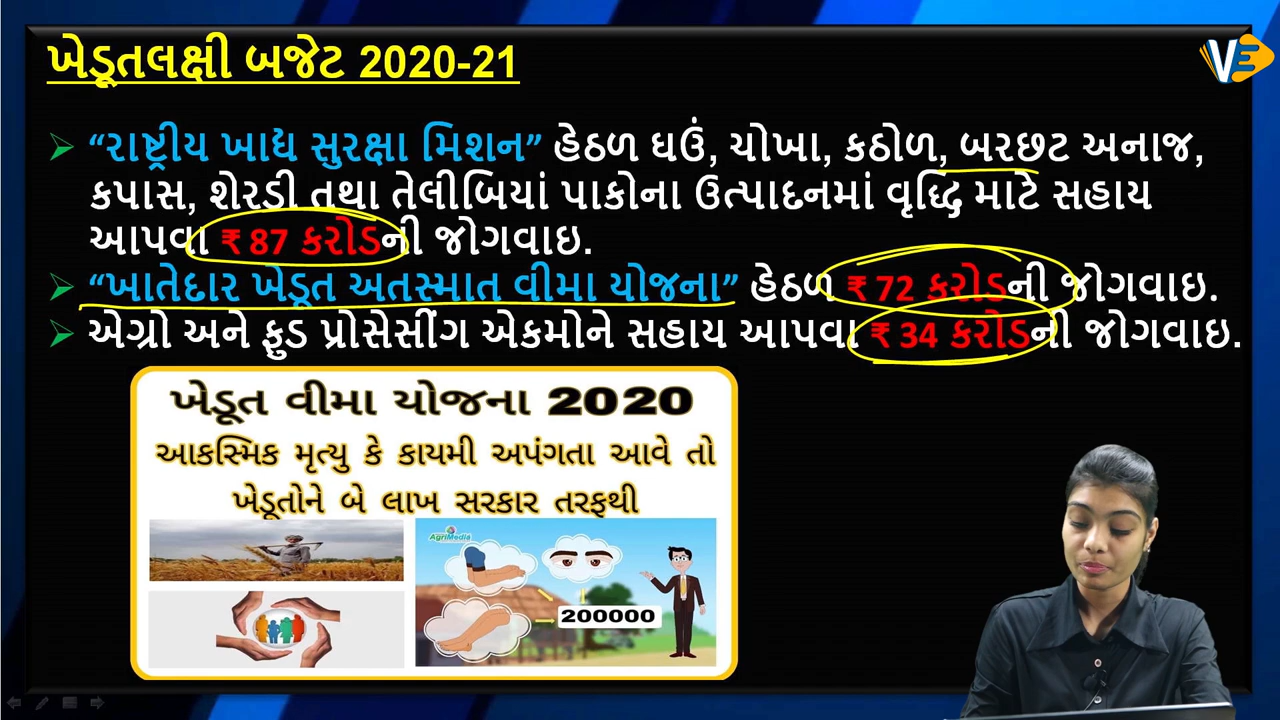 ખેડૂતલક્ષી બજેટ 2020-21
VE
“રાષ્ટ્રીય ખાદ્ય સુરક્ષા મિશન” હેઠળ ઘઉં, ચોખા, કઠોળ, બરછટ અનાજ,
કપાસ, શેરડી તથા તેલીબિયાં પાકોના ઉત્પાદનમાં વૃદ્ધિ માટે સહાય
આપવા ₹ 87 કરોડની જોગવાઇ.
“ખાતેદાર ખેડૂત અતસ્માત વીમા યોજના” હેઠળ ₹ 72 કરોડની જોગવાઇ.
એગ્રો અને ફુડ પ્રોસેસીંગ એકમોને સહાય આપવા ₹ 34 કરોડની જોગવાઇ.
ખેડૂત વીમા યોજના 2020
આકસ્મિક મૃત્યુ કે કાયમી અપંગતા આવે તો
ખેડૂતોને બે લાખ સરકાર તરફથી
AgriMedia
200000